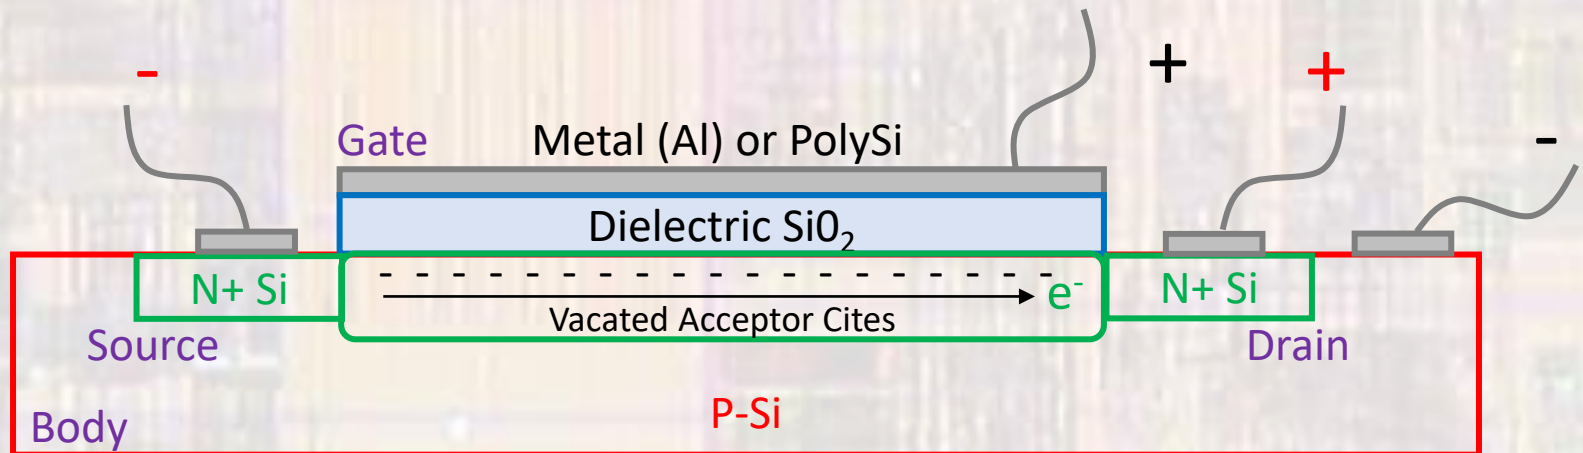 -
+
+
-
Gate
Metal (Al) or PolySi
Dielectric Si0₂
N+ Si
- - - - - - - - - - - - - - - - - - -
e⁻
N+ Si
Vacated Acceptor Cites
Source
Drain
P-Si
Body